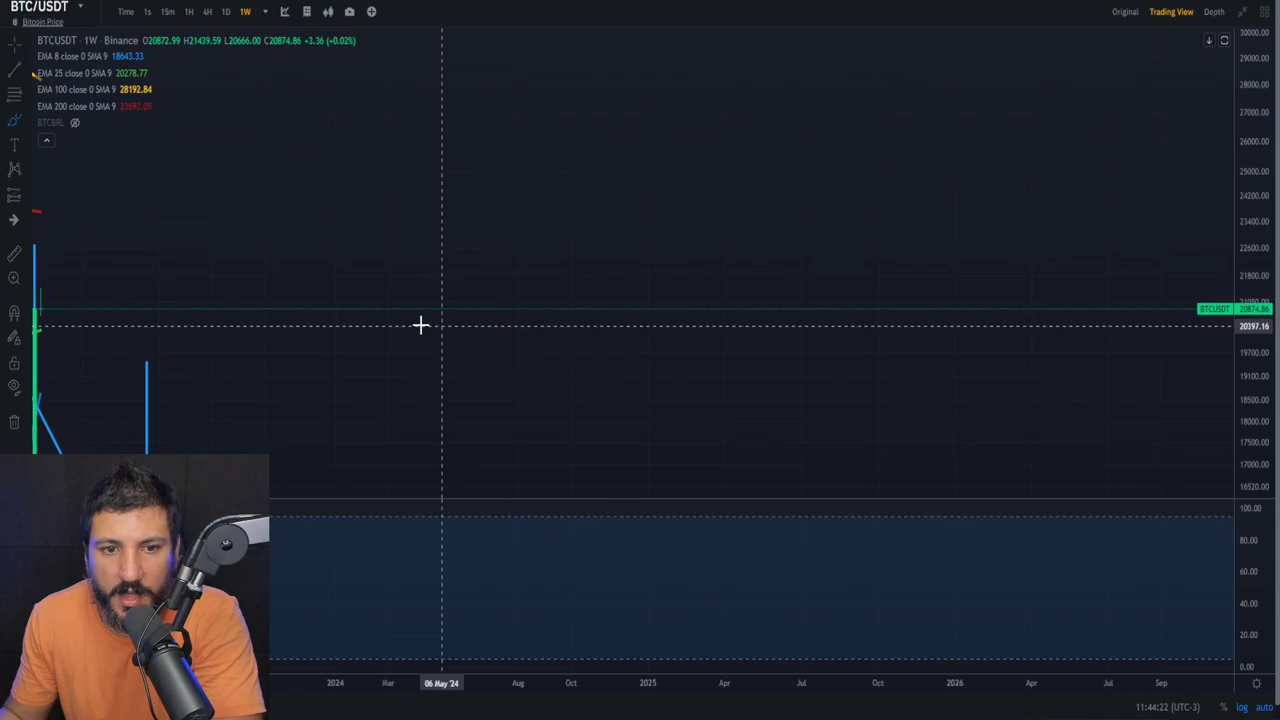 BTC/USDT
Bitcoin Price
Time 1s 15m 1H 4H 1D 1W
Original Trading View Depth
BTCUSDT · 1W · Binance O20872.99 H21439.59 L20666.00 C20874.86 +3.36 (+0.02%)
EMA 8 close 0 SMA 9 18643.33
EMA 25 close 0 SMA 9 20278.77
EMA 100 close 0 SMA 9 28192.84
EMA 200 close 0 SMA 9 23693.05
BTCBRL
30000.00
29000.00
28000.00
27000.00
26000.00
25000.00
24200.00
23400.00
22600.00
21800.00
21050.00
BTCUSDT 20874.86
20397.16
19700.00
19100.00
18500.00
18000.00
17500.00
17000.00
16520.00
100.00
80.00
60.00
40.00
20.00
0.00
2024 Mar 06 May '24 Aug Oct 2025 Apr Jul Oct 2026 Apr Jul Sep
11:44:22 (UTC-3) % log auto